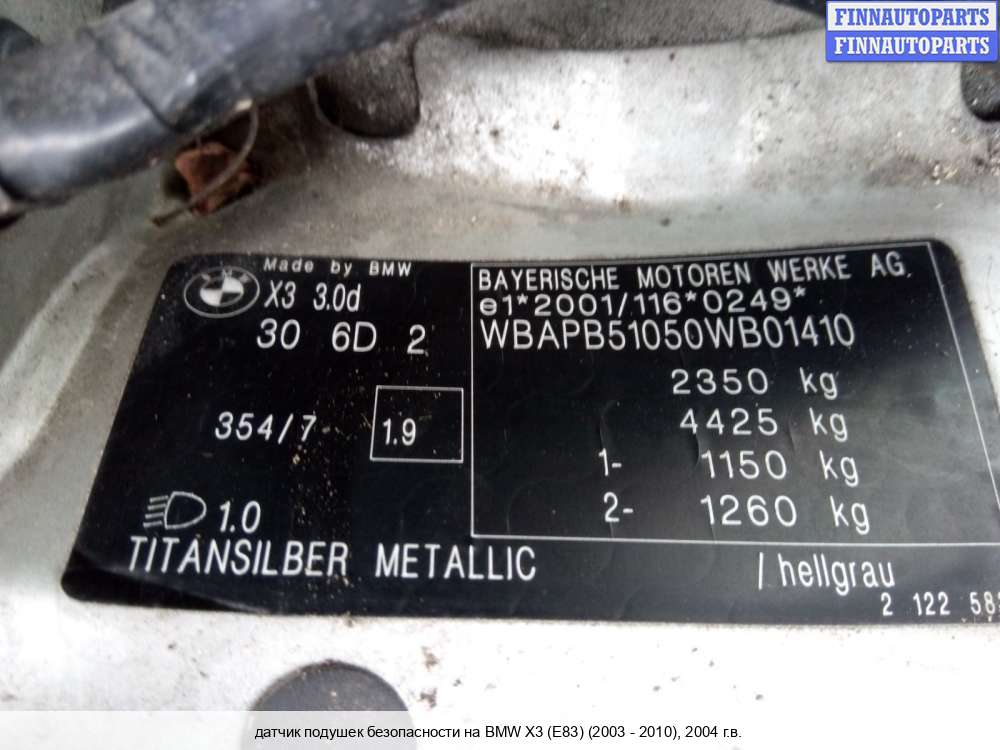 FINNAUTOPARTS
FINNAUTOPARTS
Made by BMW
X3 3.0d
30 6D 2
354/7
1.9
1.0
TITANSILBER METALLIC
BAYERISCHE MOTOREN WERKE AG.
e1*2001/116*0249*
WBAPB51050WB01410
2350 kg
4425 kg
1- 1150 kg
2- 1260 kg
/hellgrau
2 122 583
датчик подушек безопасности на BMW X3 (E83) (2003 - 2010), 2004 г.в.